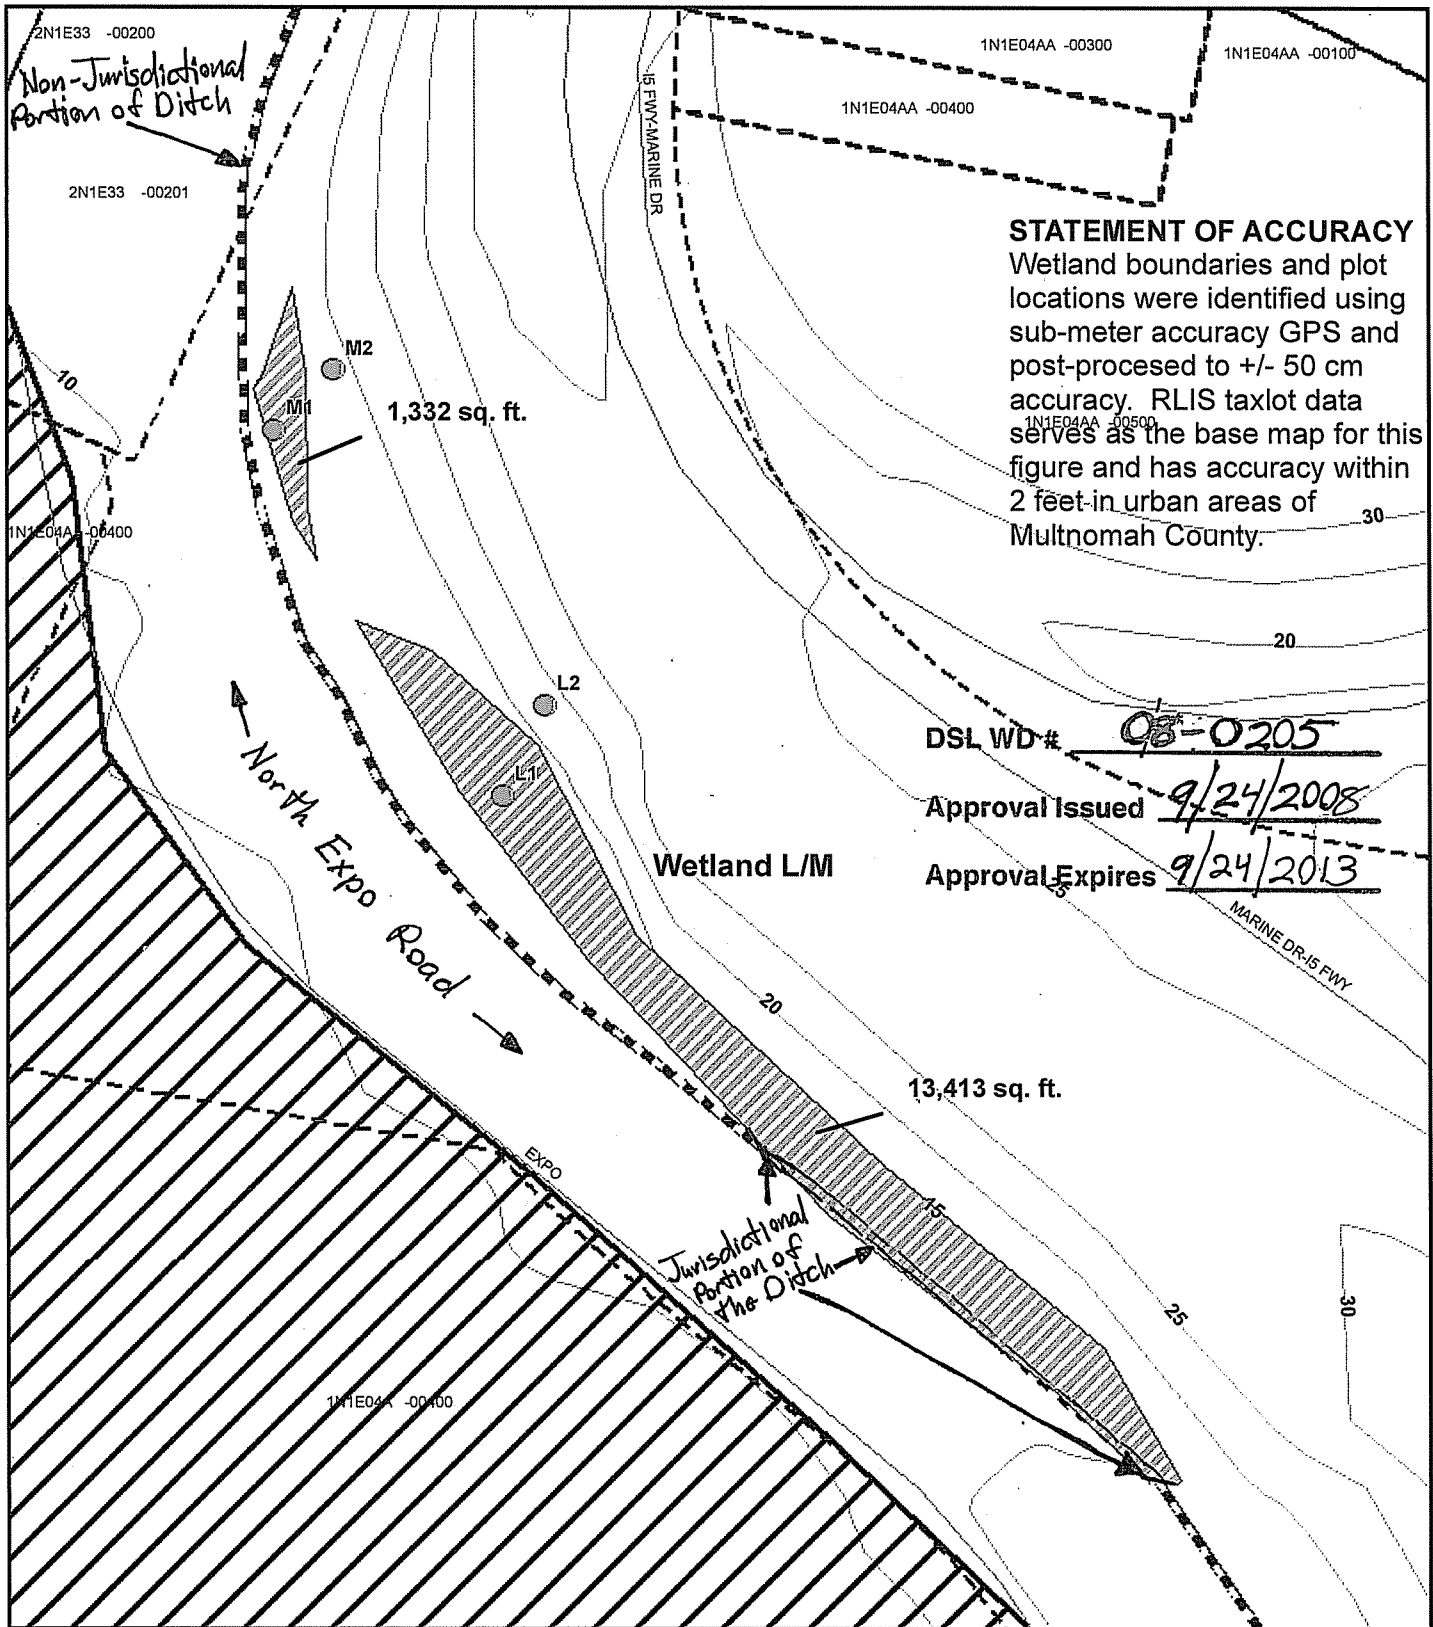 2N1E33 -00200
Non-Jurisdictional
Portion of Ditch
2N1E33 -00201
I5 FWY-MARINE DR
1N1E04AA -00300
1N1E04AA -00100
1N1E04AA -00400
STATEMENT OF ACCURACY
Wetland boundaries and plot
locations were identified using
sub-meter accuracy GPS and
post-procesed to +/- 50 cm
accuracy. RLIS taxlot data
1N1E04AA -00500
serves as the base map for this
figure and has accuracy within
2 feet in urban areas of
Multnomah County.
30
10
M2
M1
1,332 sq. ft.
1N1E04A -00400
20
L2
L1
DSL WD # 08-0205
Approval Issued 9/24/2008
Approval Expires 9/24/2013
25
MARINE DR-I5 FWY
North Expo Road
Wetland L/M
20
13,413 sq. ft.
EXPO
15
Jurisdictional
Portion of
the Ditch
25
30
1N1E04A -00400